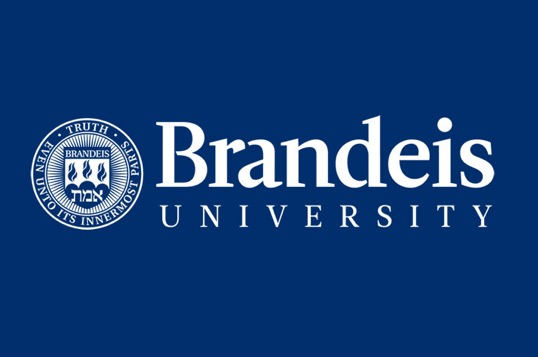 TRUTH
EVEN UNTO ITS INNERMOST PARTS
BRANDEIS
אמת
Brandeis
UNIVERSITY